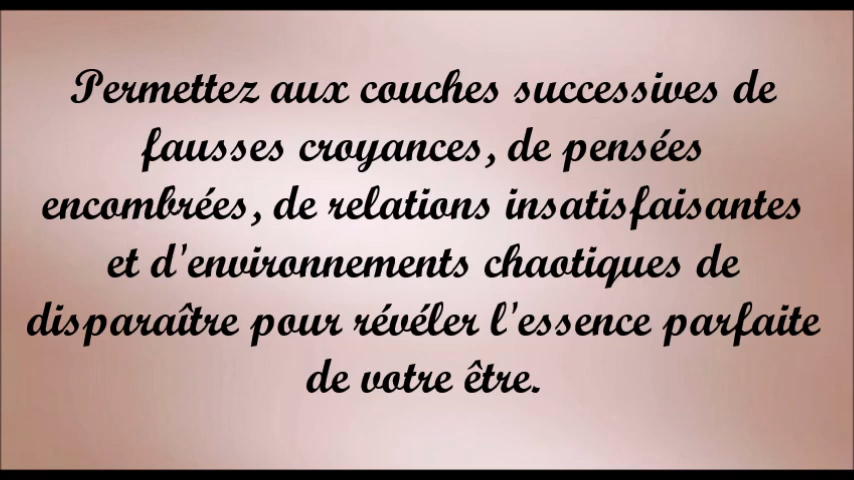 Permettez aux couches successives de
fausses croyances, de pensées
encombrées, de relations insatisfaisantes
et d'environnements chaotiques de
disparaître pour révéler l'essence parfaite
de votre être.